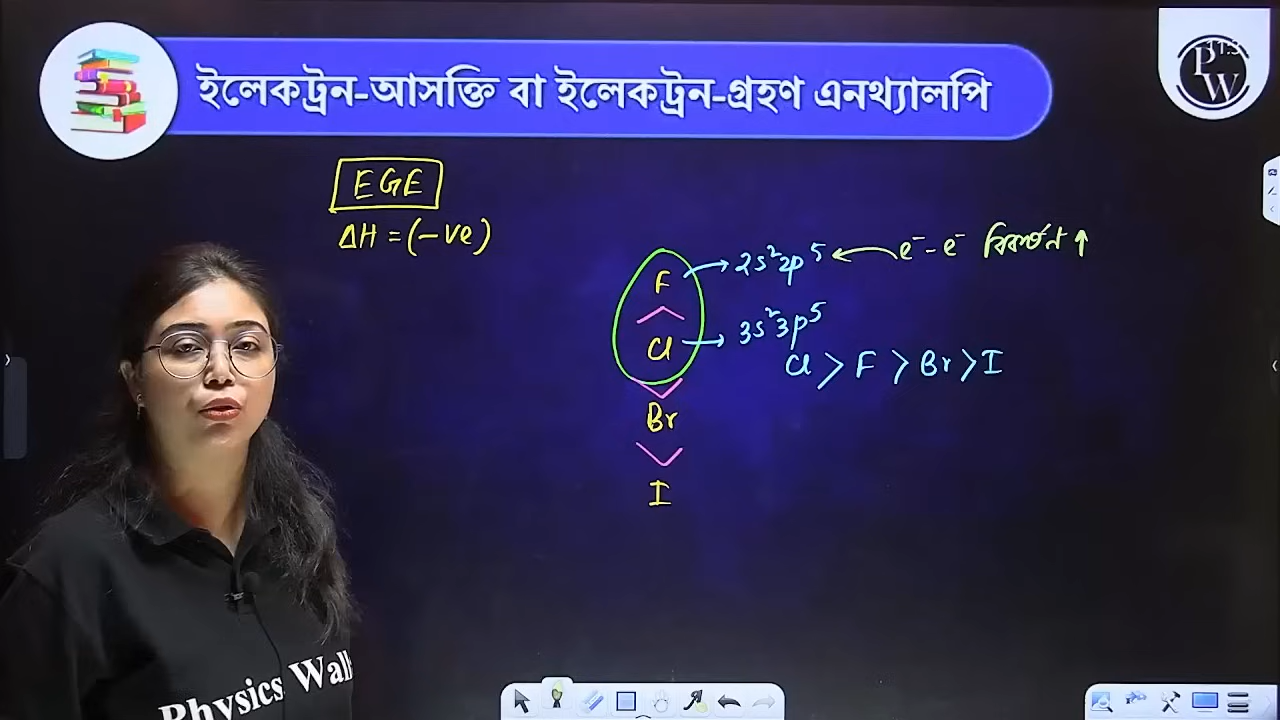 ইলেকট্রন-আসক্তি বা ইলেকট্রন-গ্রহণ এনথ্যালপি
P W
EGE
ΔH = (-ve)
F → 2s²2p⁵ ← e⁻-e⁻ বিকর্ষণ ↑
Cl → 3s²3p⁵
Cl > F > Br > I
Br
I
Physics Wall